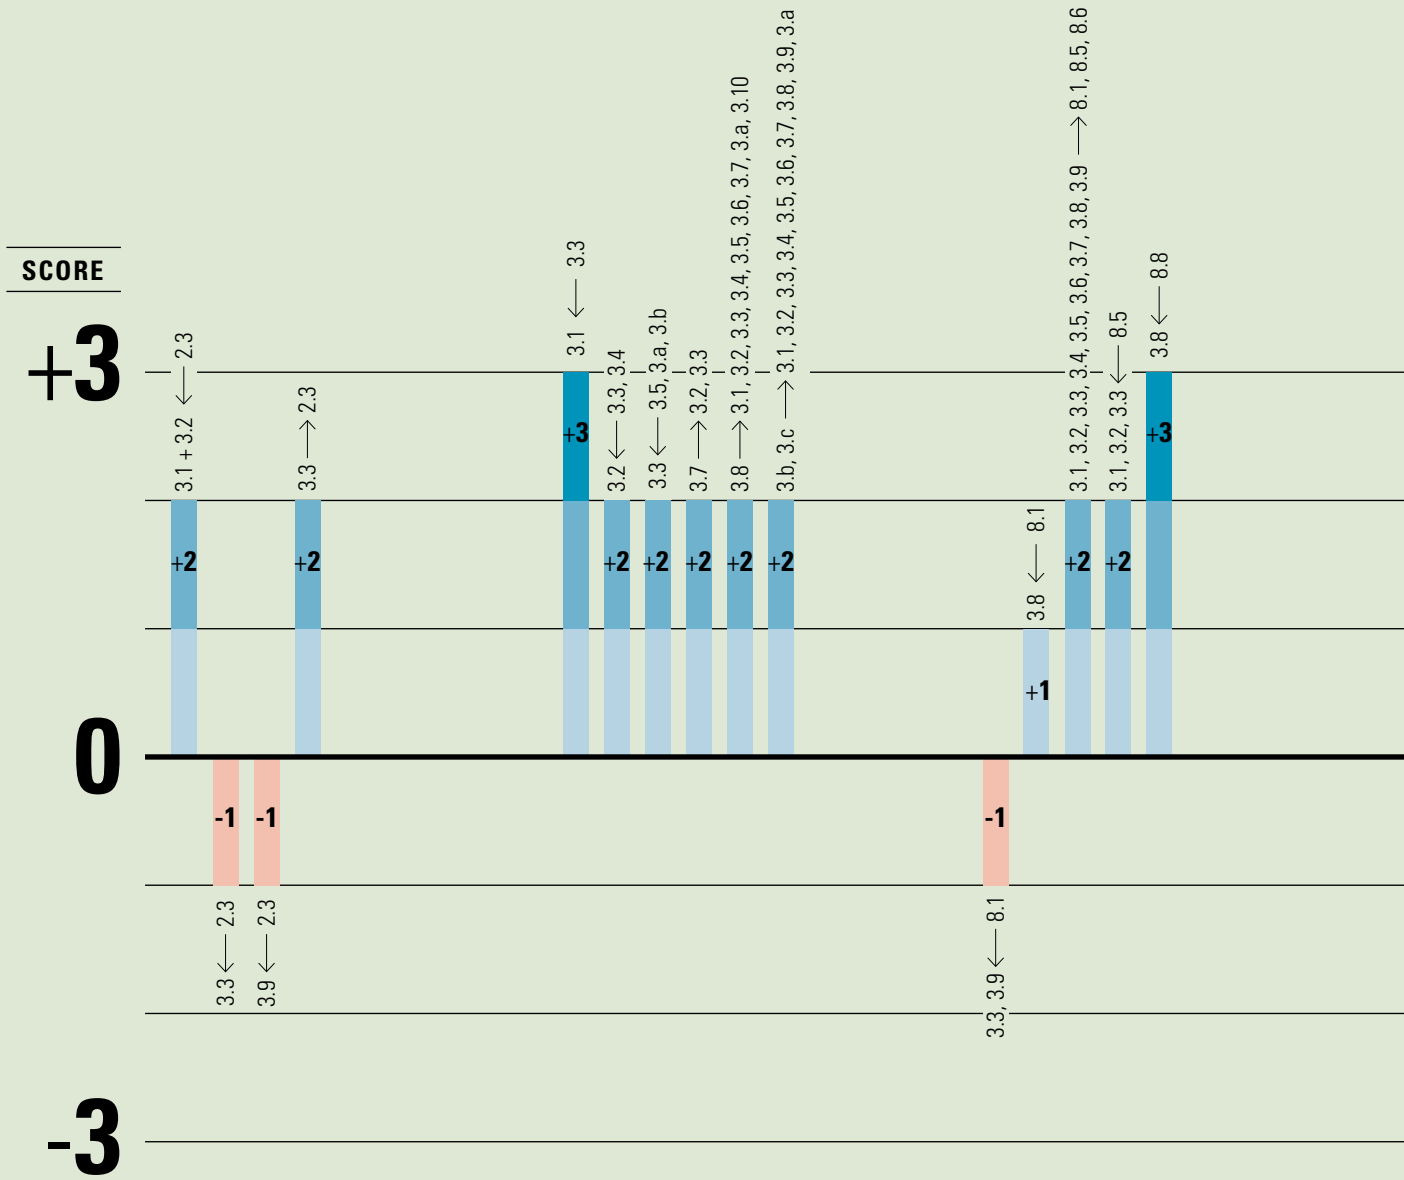 SCORE
+3
0
-3
3.1 + 3.2 ← 2.3
+2
-1
3.3 ← 2.3
-1
3.9 ← 2.3
3.3 → 2.3
+2
3.1 ← 3.3
+3
3.2 ← 3.3, 3.4
+2
3.3 ← 3.5, 3.a, 3.b
+2
3.7 → 3.2, 3.3
+2
3.8 → 3.1, 3.2, 3.3, 3.4, 3.5, 3.6, 3.7, 3.a, 3.10
+2
3.b, 3.c → 3.1, 3.2, 3.3, 3.4, 3.5, 3.6, 3.7, 3.8, 3.9, 3.a
+2
-1
3.3, 3.9 ← 8.1
3.8 ← 8.1
+1
3.1, 3.2, 3.3, 3.4, 3.5, 3.6, 3.7, 3.8, 3.9 → 8.1, 8.5, 8.6
+2
3.1, 3.2, 3.3 ← 8.5
+2
3.8 ← 8.8
+3